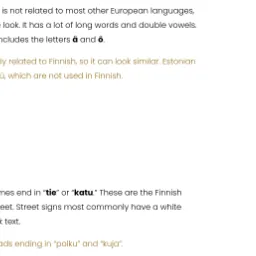 is not related to most other European languages,
look. It has a lot of long words and double vowels.
ncludes the letters ä and ö.
ly related to Finnish, so it can look similar. Estonian
ü, which are not used in Finnish.
mes end in "tie" or "katu." These are the Finnish
eet. Street signs most commonly have a white
text.
ads ending in "polku" and "kuja".